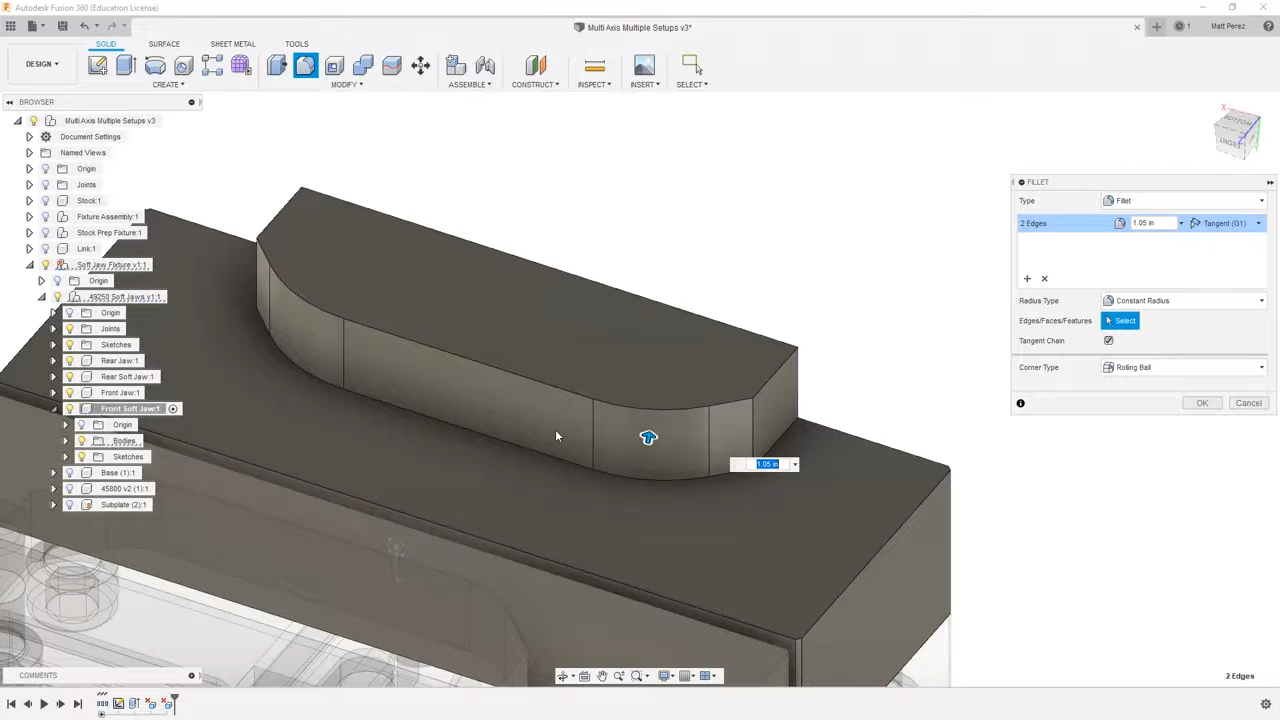 Autodesk Fusion 360 (Education License)
Multi Axis Multiple Setups v3*
1
Matt Perez
SOLID
SURFACE
SHEET METAL
TOOLS
DESIGN
CREATE
MODIFY
ASSEMBLE
CONSTRUCT
INSPECT
INSERT
SELECT
BROWSER
Multi Axis Multiple Setups v3
Document Settings
Named Views
Origin
Joints
Stock:1
Fixture Assembly:1
Stock Prep Fixture:1
Link:1
Soft Jaw Fixture v1:1
Origin
49250 Soft Jaws v1:1
Origin
Joints
Sketches
Rear Jaw:1
Rear Soft Jaw:1
Front Jaw:1
Front Soft Jaw:1
Origin
Bodies
Sketches
Base (1):1
45800 v2 (1):1
Subplate (2):1
X
BOTTOM
FRONT
FILLET
Type
Fillet
2 Edges
1.05 in
Tangent (G1)
Radius Type
Constant Radius
Edges/Faces/Features
Select
Tangent Chain
Corner Type
Rolling Ball
OK
Cancel
1.05 in
COMMENTS
2 Edges